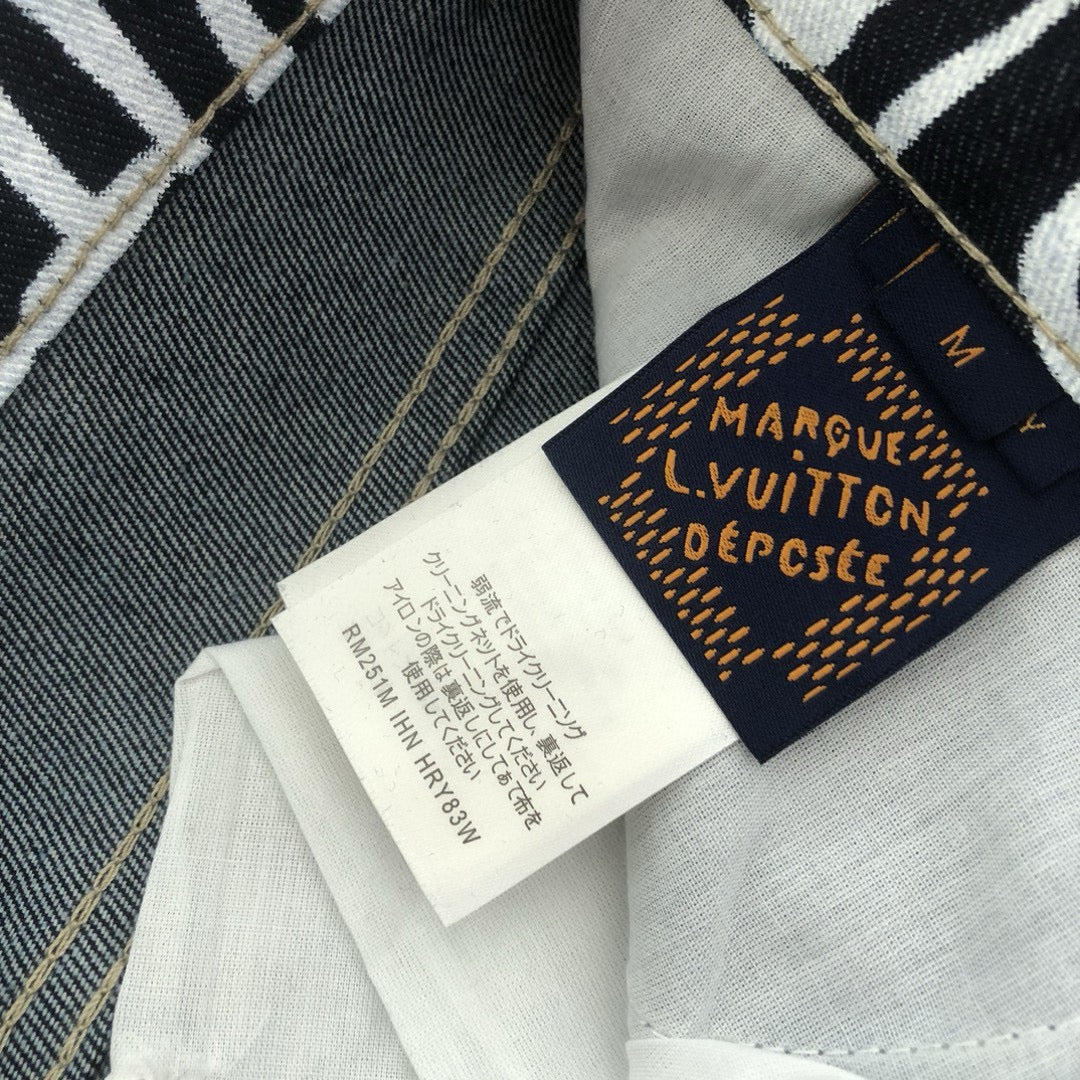 M
Y
MARQUE
L.VUITTON
DÉPOSÉE
弱流でドライクリーニソグ
クリーニング ネットを使用し、裏返して
ドライクリーニングしてください
アイロンの際は裏返しにしてあて布を
使用してください
RM251M IHN HRY83W